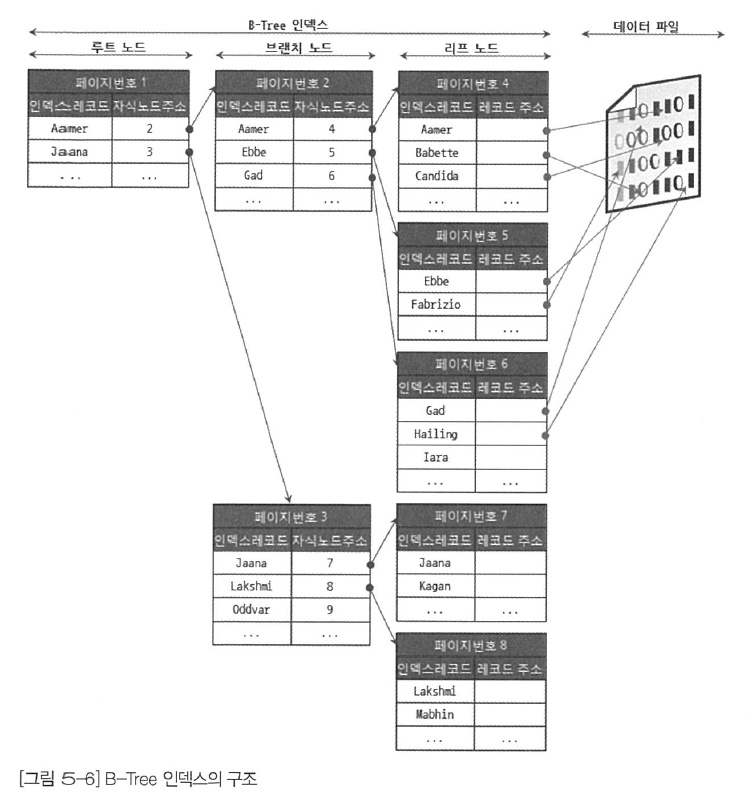 B-Tree 인덱스
데이터 파일
루트 노드
브랜치 노드
리프 노드
페이지번호 1
인덱스레코드 자식노드주소
Aamer 2
Jaana 3
... ...
페이지번호 2
인덱스레코드 자식노드주소
Aamer 4
Ebbe 5
Gad 6
... ...
페이지번호 4
인덱스레코드 레코드 주소
Aamer
Babette
Candida
... ...
페이지번호 5
인덱스레코드 레코드 주소
Ebbe
Fabrizio
... ...
페이지번호 6
인덱스레코드 레코드 주소
Gad
Hailing
Iara
... ...
페이지번호 3
인덱스레코드 자식노드주소
Jaana 7
Lakshmi 8
Oddvar 9
... ...
페이지번호 7
인덱스레코드 레코드 주소
Jaana
Kagan
... ...
페이지번호 8
인덱스레코드 레코드 주소
Lakshmi
Mabhin
... ...
[그림 5-6] B-Tree 인덱스의 구조